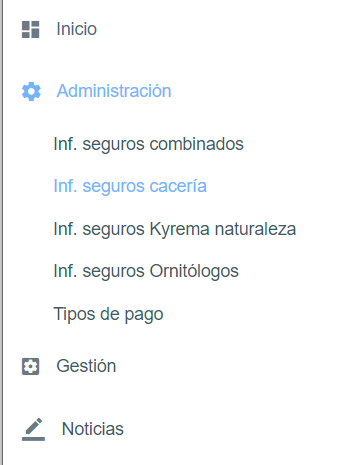 Inicio
Administración
Inf. seguros combinados
Inf. seguros cacería
Inf. seguros Kyrema naturaleza
Inf. seguros Ornitólogos
Tipos de pago
Gestión
Noticias